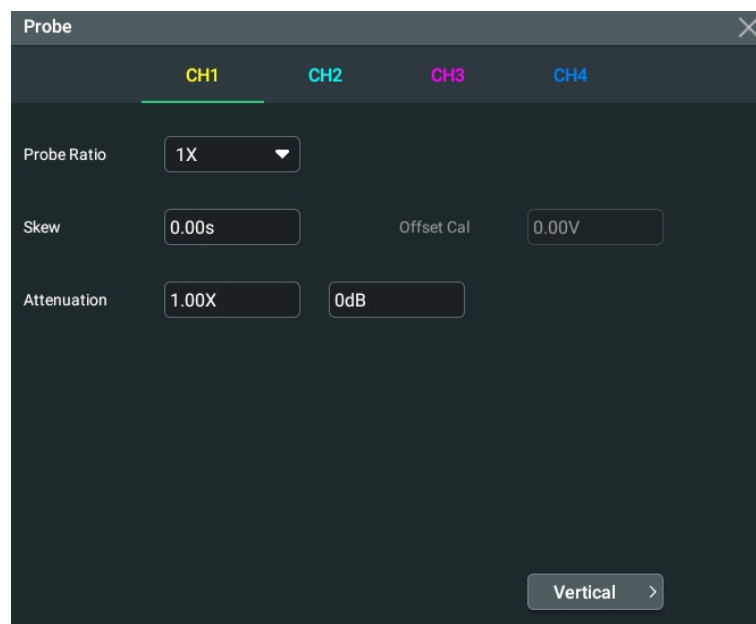 Probe
CH1 CH2 CH3 CH4
Probe Ratio 1X
Skew 0.00s Offset Cal 0.00V
Attenuation 1.00X 0dB
Vertical >